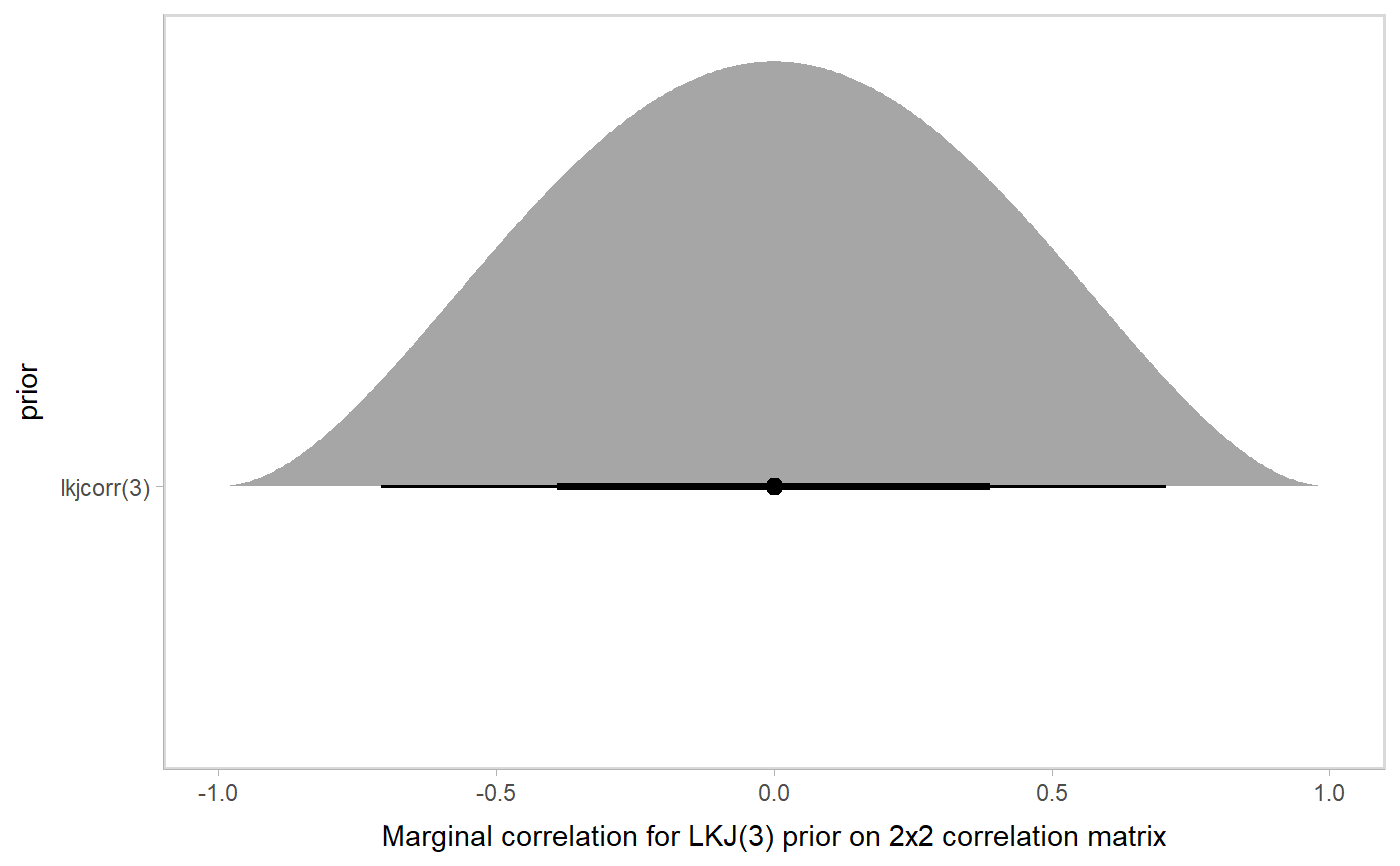 prior
lkjcorr(3)
-1.0 -0.5 0.0 0.5 1.0
Marginal correlation for LKJ(3) prior on 2x2 correlation matrix